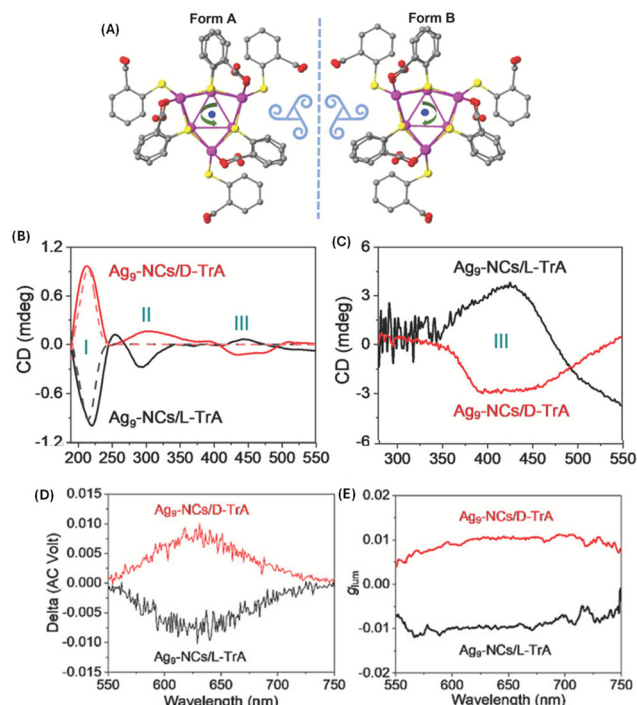 (A)
Form A
Form B
(B)
CD (mdeg)
1.2
0.6
0.0
-0.6
-1.2
Ag₉-NCs/D-TrA
I
II
III
Ag₉-NCs/L-TrA
200 250 300 350 400 450 500 550
(C)
CD (mdeg)
6
3
0
-3
-6
Ag₉-NCs/L-TrA
III
Ag₉-NCs/D-TrA
300 350 400 450 500 550
(D)
Delta (AC Volt)
0.015
0.010
0.005
0.000
-0.005
-0.010
-0.015
Ag₉-NCs/D-TrA
Ag₉-NCs/L-TrA
550 600 650 700 750
Wavelength (nm)
(E)
glum
0.02
0.01
0.00
-0.01
-0.02
Ag₉-NCs/D-TrA
Ag₉-NCs/L-TrA
550 600 650 700 750
Wavelength (nm)